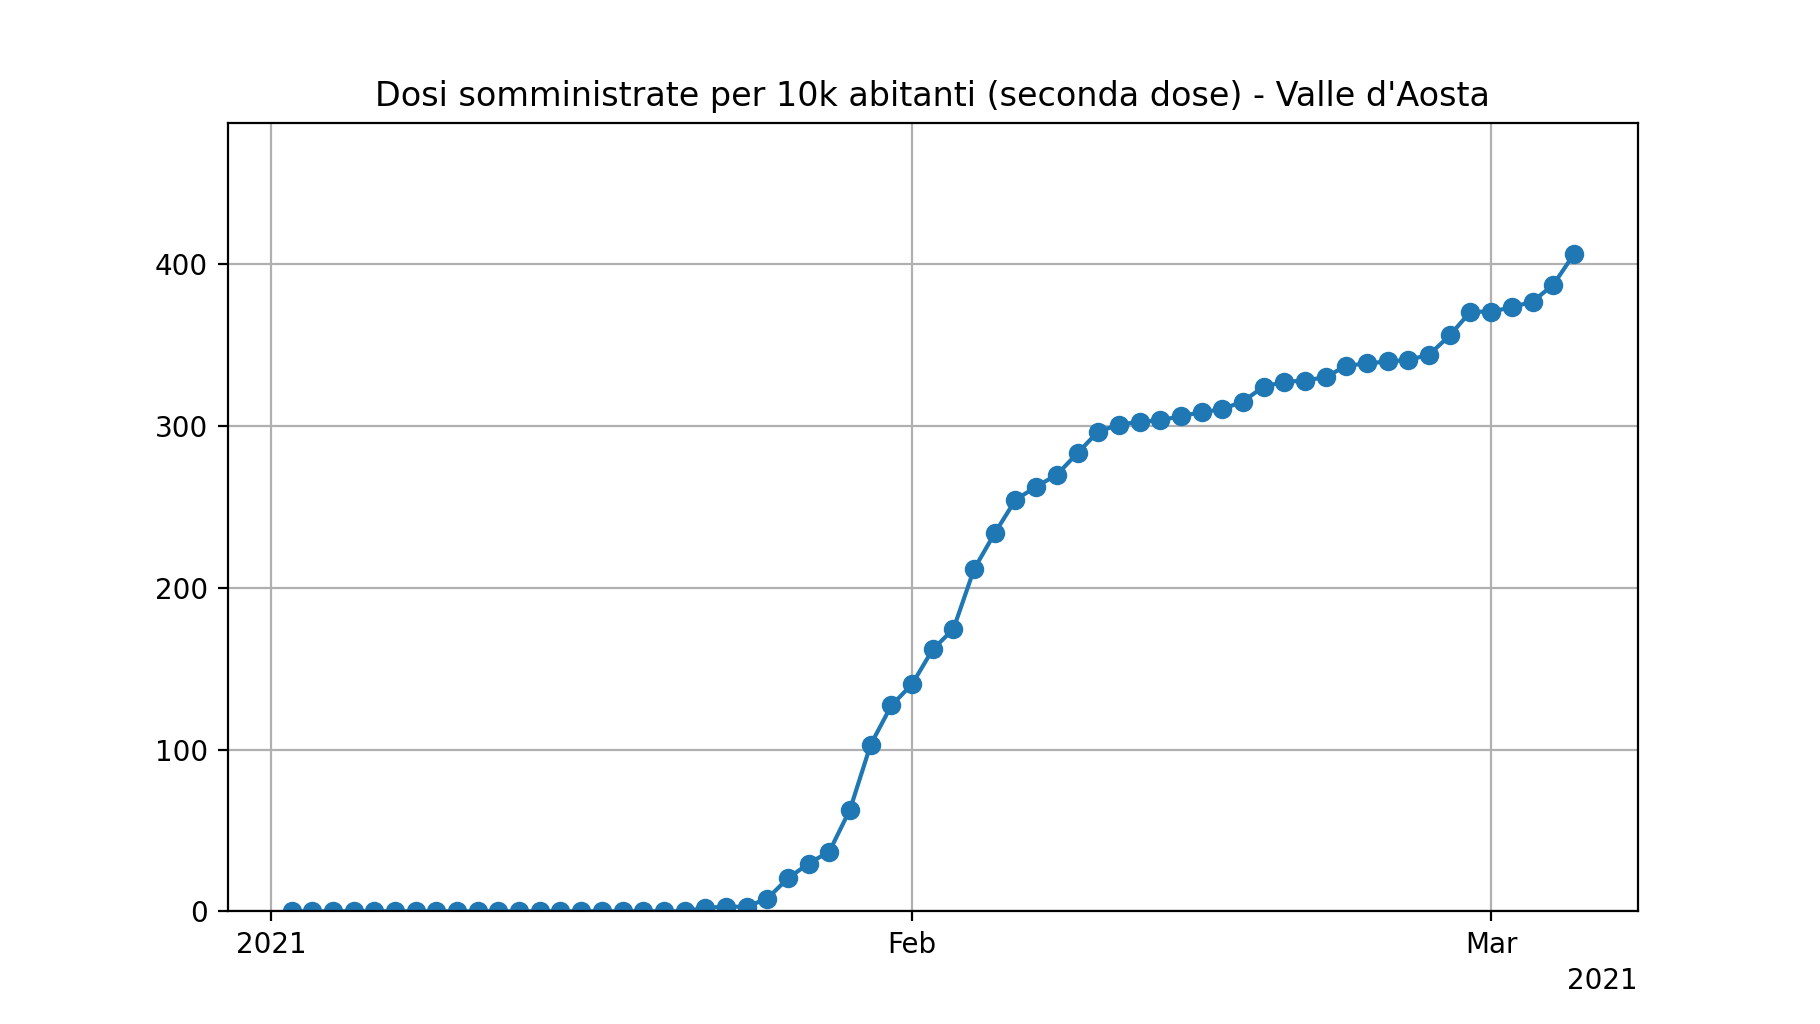 Dosi somministrate per 10k abitanti (seconda dose) - Valle d'Aosta
400
300
200
100
0
2021
Feb
Mar
2021